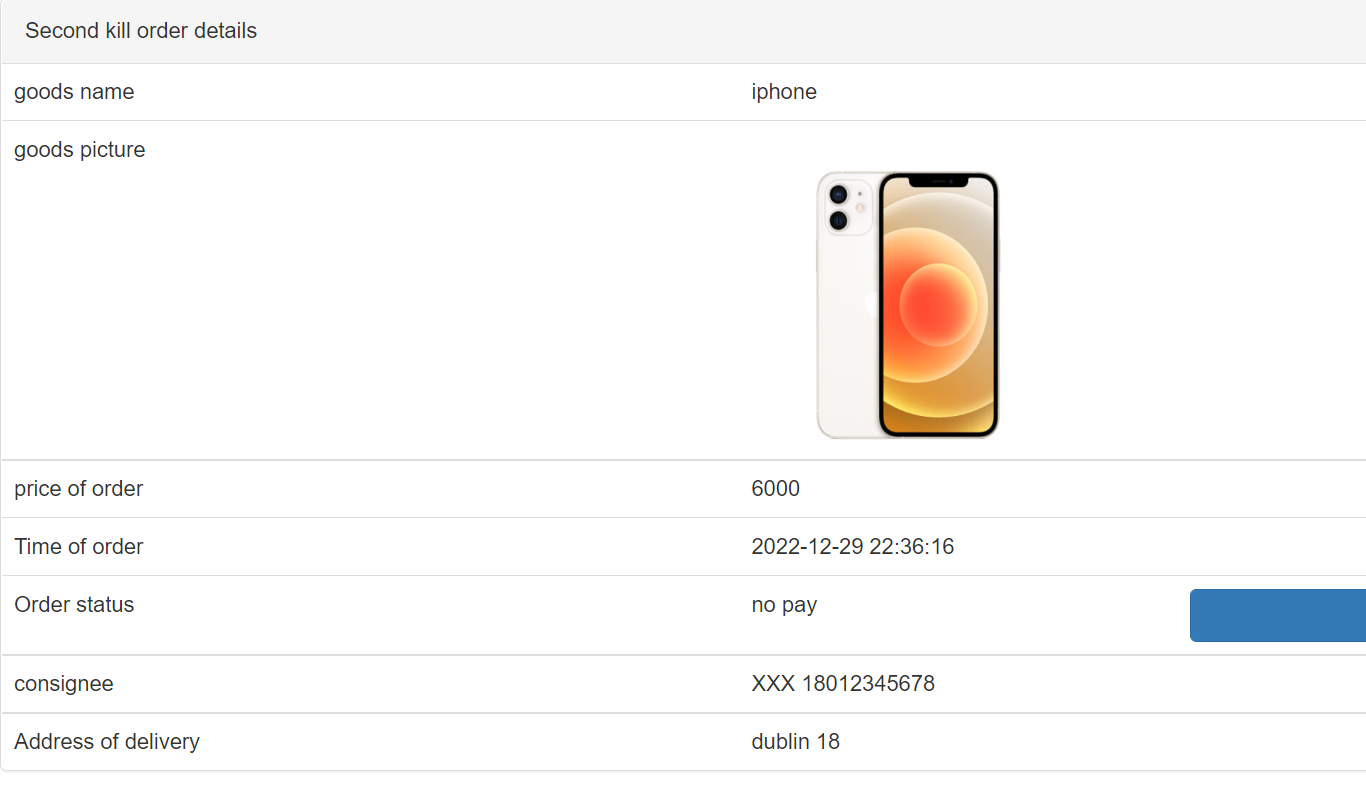 Second kill order details
goods name iphone
goods picture
price of order 6000
Time of order 2022-12-29 22:36:16
Order status no pay
consignee XXX 18012345678
Address of delivery dublin 18